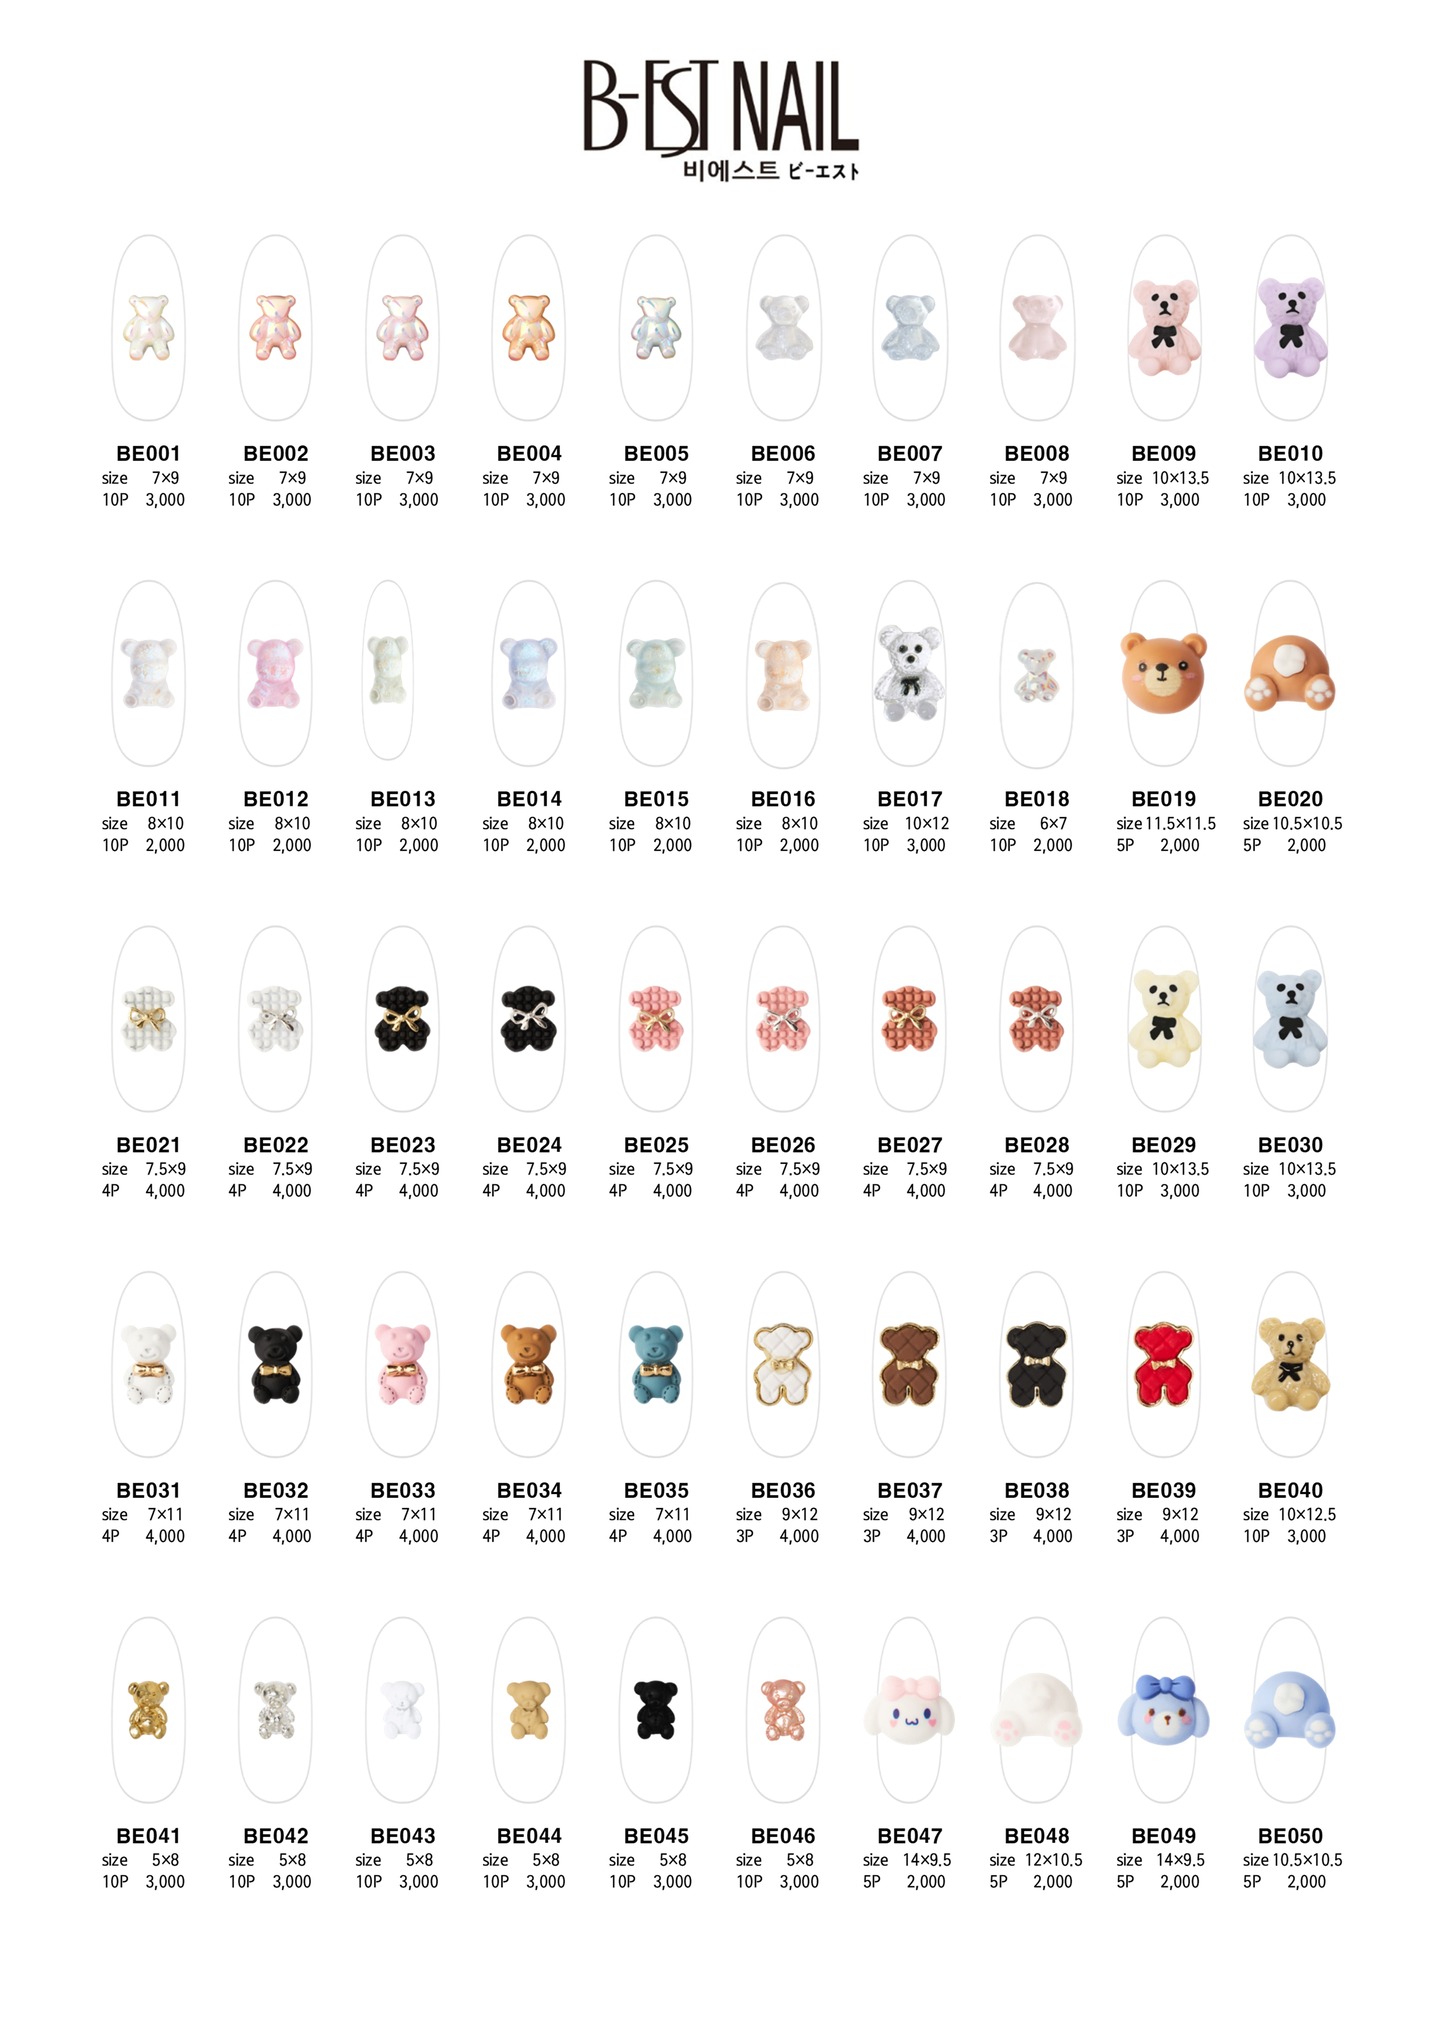 B-EST NAIL
비에스트 ビーエスト
BE001 BE002 BE003 BE004 BE005 BE006 BE007 BE008 BE009 BE010
size 7×9 size 7×9 size 7×9 size 7×9 size 7×9 size 7×9 size 7×9 size 7×9 size 10×13.5 size 10×13.5
10P 3,000 10P 3,000 10P 3,000 10P 3,000 10P 3,000 10P 3,000 10P 3,000 10P 3,000 10P 3,000 10P 3,000
BE011 BE012 BE013 BE014 BE015 BE016 BE017 BE018 BE019 BE020
size 8×10 size 8×10 size 8×10 size 8×10 size 8×10 size 8×10 size 10×12 size 6×7 size 11.5×11.5 size 10.5×10.5
10P 2,000 10P 2,000 10P 2,000 10P 2,000 10P 2,000 10P 2,000 10P 3,000 10P 2,000 5P 2,000 5P 2,000
BE021 BE022 BE023 BE024 BE025 BE026 BE027 BE028 BE029 BE030
size 7.5×9 size 7.5×9 size 7.5×9 size 7.5×9 size 7.5×9 size 7.5×9 size 7.5×9 size 7.5×9 size 10×13.5 size 10×13.5
4P 4,000 4P 4,000 4P 4,000 4P 4,000 4P 4,000 4P 4,000 4P 4,000 4P 4,000 10P 3,000 10P 3,000
BE031 BE032 BE033 BE034 BE035 BE036 BE037 BE038 BE039 BE040
size 7×11 size 7×11 size 7×11 size 7×11 size 7×11 size 9×12 size 9×12 size 9×12 size 9×12 size 10×12.5
4P 4,000 4P 4,000 4P 4,000 4P 4,000 4P 4,000 3P 4,000 3P 4,000 3P 4,000 3P 4,000 10P 3,000
BE041 BE042 BE043 BE044 BE045 BE046 BE047 BE048 BE049 BE050
size 5×8 size 5×8 size 5×8 size 5×8 size 5×8 size 5×8 size 14×9.5 size 12×10.5 size 14×9.5 size 10.5×10.5
10P 3,000 10P 3,000 10P 3,000 10P 3,000 10P 3,000 10P 3,000 5P 2,000 5P 2,000 5P 2,000 5P 2,000